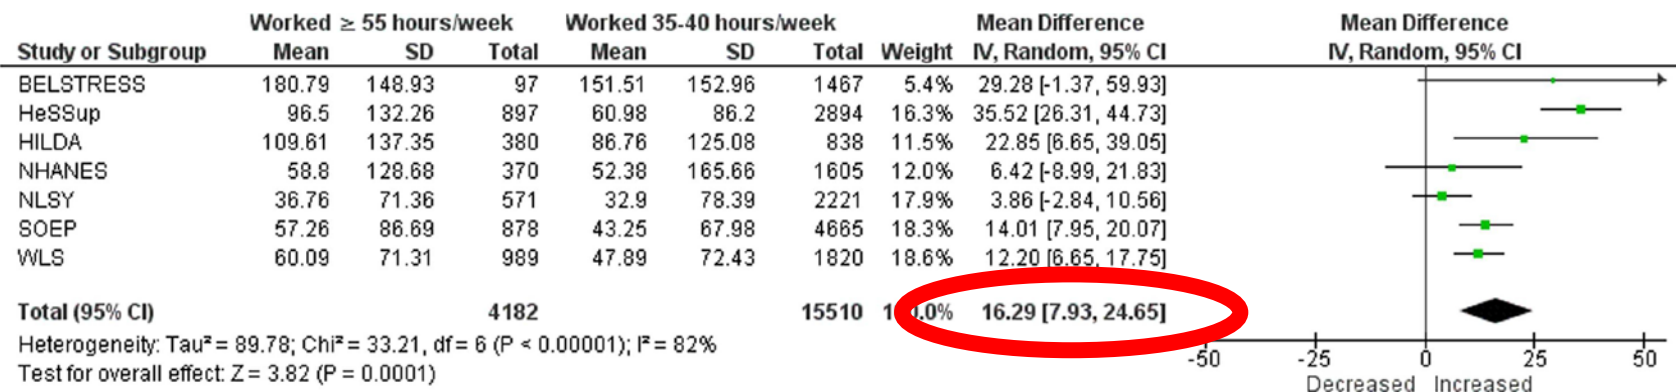 Worked ≥ 55 hours/week Worked 35-40 hours/week Mean Difference Mean Difference
Study or Subgroup Mean SD Total Mean SD Total Weight IV, Random, 95% CI IV, Random, 95% CI
BELSTRESS 180.79 148.93 97 151.51 152.96 1467 5.4% 29.28 [-1.37, 59.93]
HeSSup 96.5 132.26 897 60.98 86.2 2894 16.3% 35.52 [26.31, 44.73]
HILDA 109.61 137.35 380 86.76 125.08 838 11.5% 22.85 [6.65, 39.05]
NHANES 58.8 128.68 370 52.38 165.66 1605 12.0% 6.42 [-8.99, 21.83]
NLSY 36.76 71.36 571 32.9 78.39 2221 17.9% 3.86 [-2.84, 10.56]
SOEP 57.26 86.69 878 43.25 67.98 4665 18.3% 14.01 [7.95, 20.07]
WLS 60.09 71.31 989 47.89 72.43 1820 18.6% 12.20 [6.65, 17.75]
Total (95% CI) 4182 15510 16.29 [7.93, 24.65]
Heterogeneity: Tau² = 89.78; Chi² = 33.21, df = 6 (P < 0.00001); I² = 82%
Test for overall effect: Z = 3.82 (P = 0.0001)
-50 -25 0 25 50
Decreased Increased